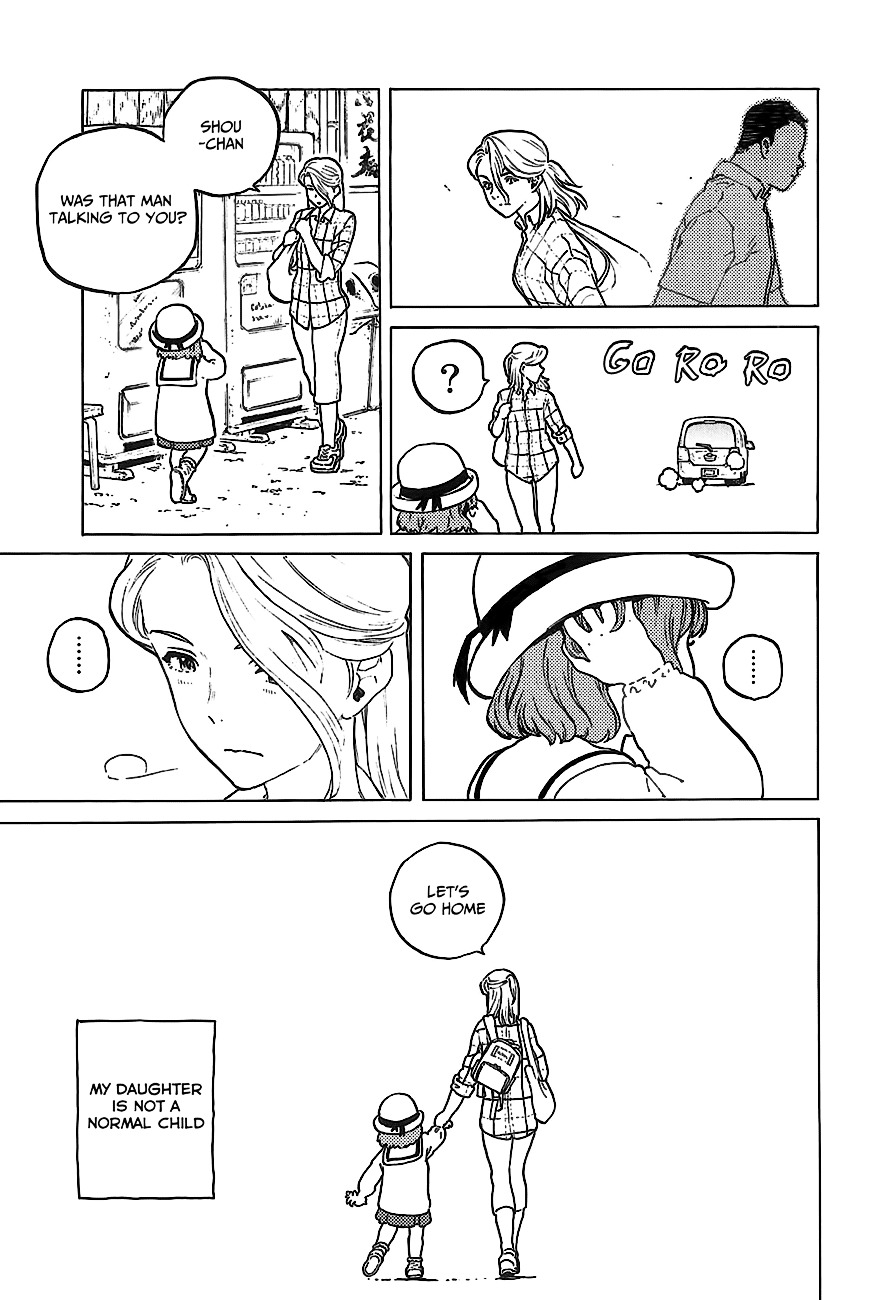 GO RO RO
?
SHOU
-CHAN
WAS THAT MAN
TALKING TO YOU?
LET'S
GO HOME
MY DAUGHTER
IS NOT A
NORMAL CHILD